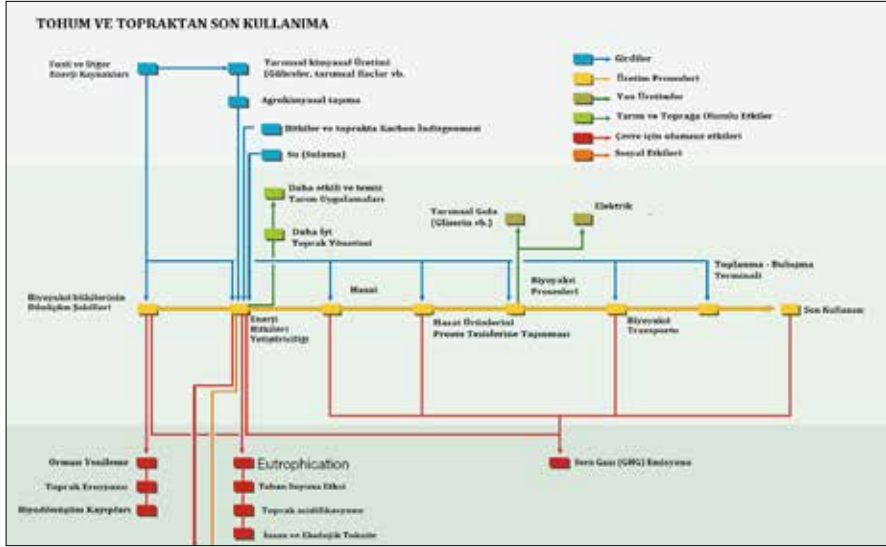 TOHUM VE TOPRAKTAN SON KULLANIMA
Fosil ve Diğer
Enerji Kaynakları
Tarımsal kimyasal Üretimi
(Gübreler, tarımsal ilaçlar vb.
Agrokimyasal taşıma
Bitkiler ve toprakta Karbon İndirgenmesi
Su (Sulama)
Girdiler
Üretim Prosesleri
Yan Ürünler
Tarım ve Toprağa Olumlu Etkiler
Çevre için olumsuz etkileri
Sosyal Etkileri
Daha etkili ve temiz
Tarım Uygulamaları
Daha İyi
Toprak Yönetimi
Tarımsal Gıda
(Gliserin vb.)
Elektrik
Biyoyakıt bitkilerinin
Dönüşüm Şekilleri
Enerji
Bitkileri
Yetiştiriciliği
Hasat
Hasat Ürünlerini
Proses Tesislerine Taşınması
Biyoyakıt
Prosesleri
Biyoyakıt
Transportu
Toplanma - Buluşma
Terminali
Son Kullanım
Orman Yenileme
Toprak Erozyonu
Biyodönüşüm Kayıpları
Eutrophication
Taban Suyuna Etkisi
Toprak asidifikasyonu
İnsan ve Ekolojik Toksite
Sera Gazı (GHG) Emisyonu